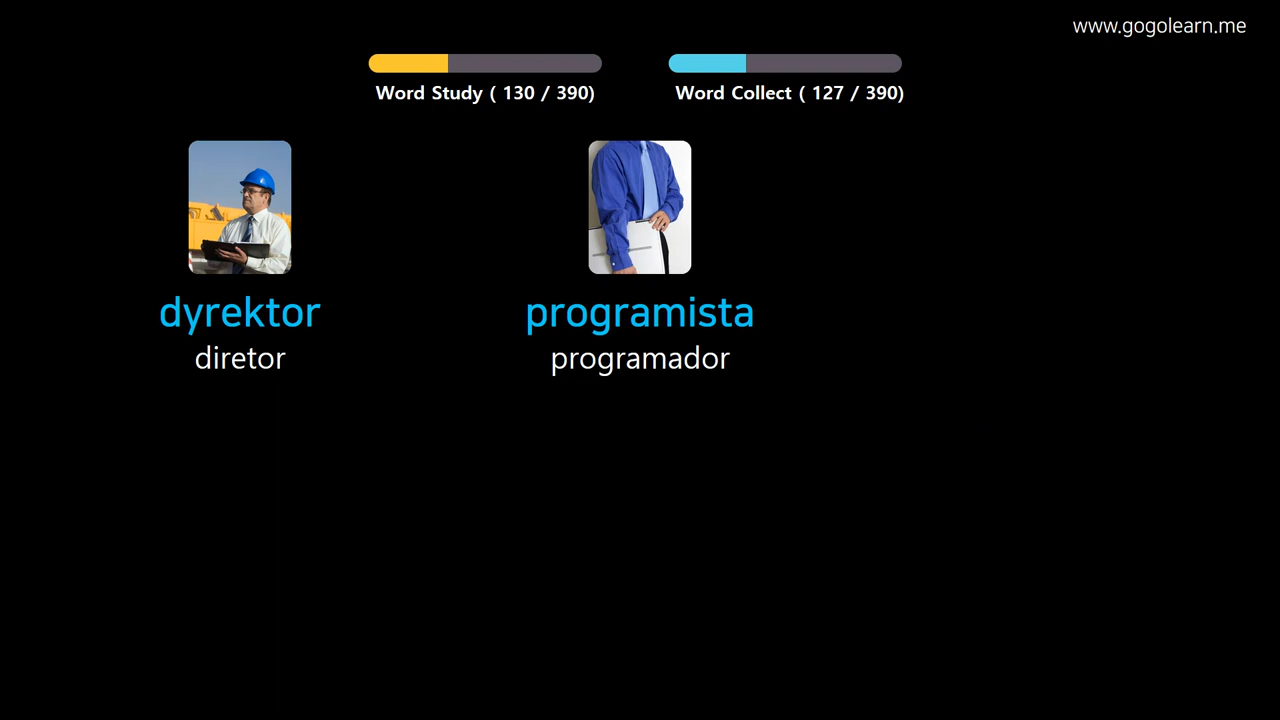 www.gogolearn.me
Word Study ( 130 / 390)
Word Collect ( 127 / 390)
dyrektor
diretor
programista
programador